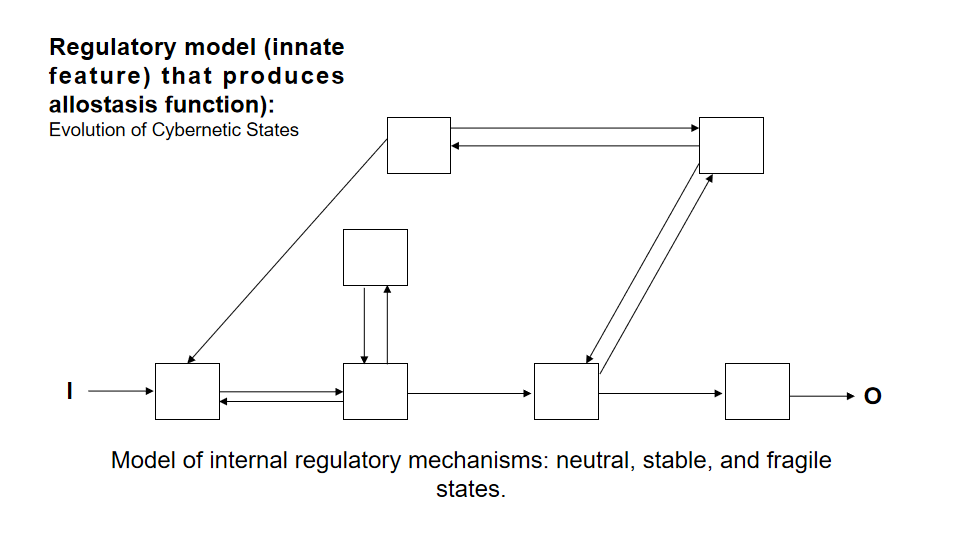 Regulatory model (innate
feature) that produces
allostasis function):
Evolution of Cybernetic States
I
O
Model of internal regulatory mechanisms: neutral, stable, and fragile
states.